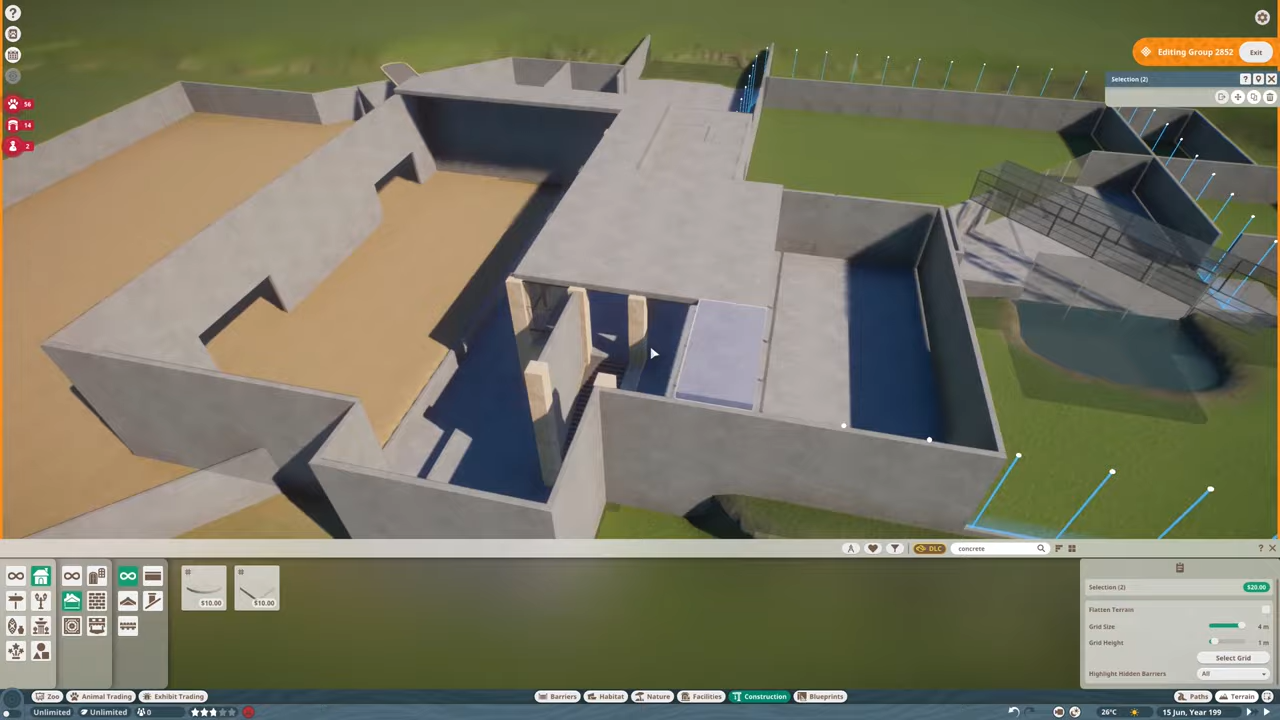 Editing Group 2852
Exit
Selection (2)
56
14
2
DLC
concrete
$10.00
$10.00
Selection (2)
$20.00
Flatten Terrain
Grid Size
4 m
Grid Height
1 m
Select Grid
Highlight Hidden Barriers
All
Zoo
Animal Trading
Exhibit Trading
Barriers
Habitat
Nature
Facilities
Construction
Blueprints
Paths
Terrain
Unlimited
Unlimited
0
26°C
15 Jun, Year 199